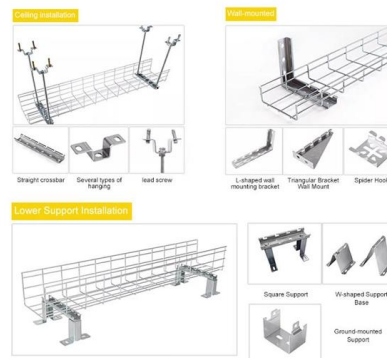 Ceiling installation
Wall-mounted
Straight crossbar
Several types of
hanging
lead screw
L-shaped wall
mounting bracket
Triangular Bracket
Wall Mount
Spider Hook
Lower Support Installation
Square Support
W-shaped Support
Base
Ground-mounted
Support